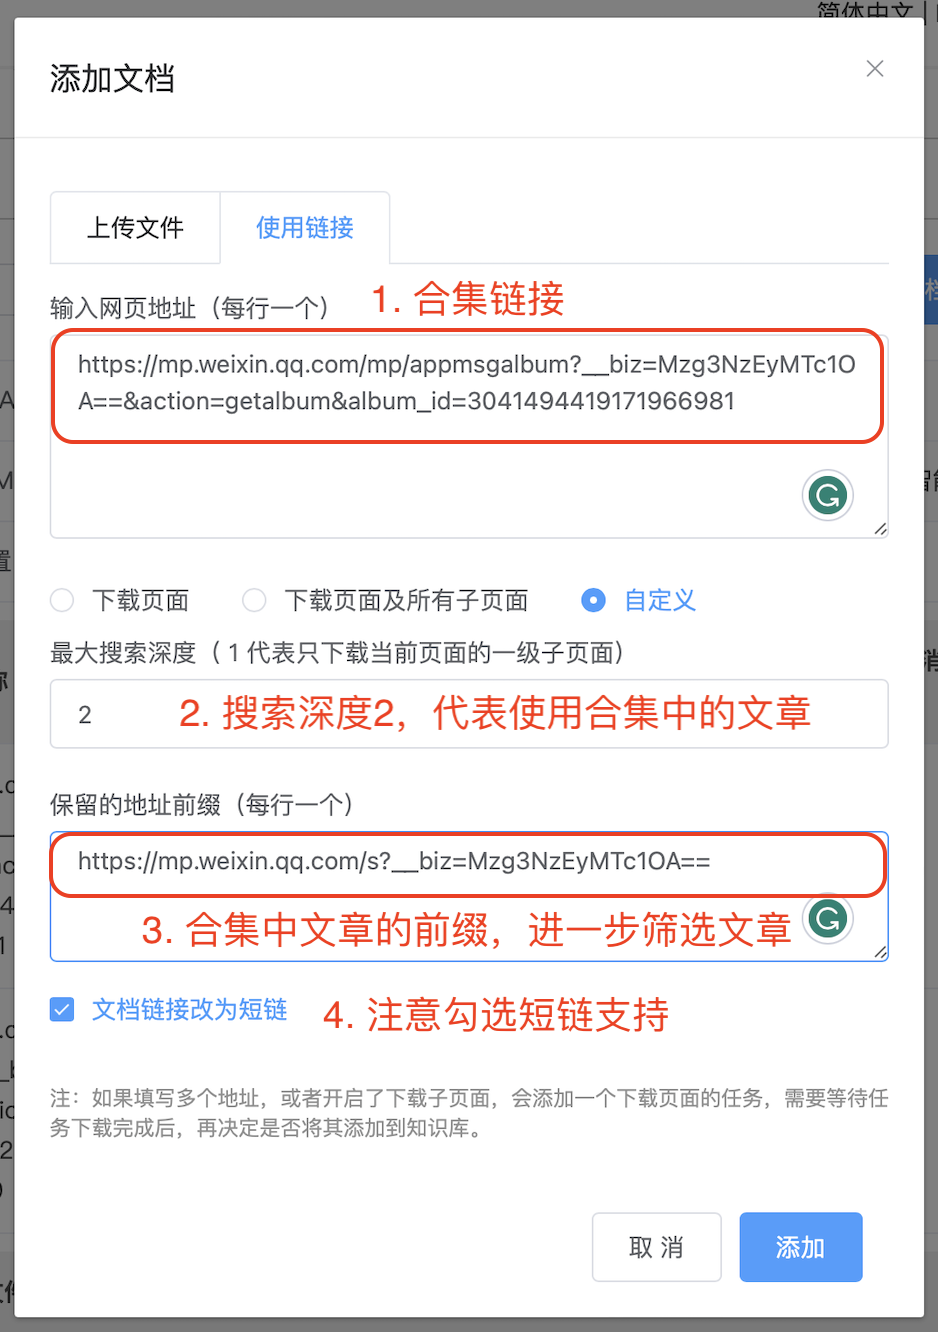 简体中文
添加文档
上传文件
使用链接
输入网页地址（每行一个）
1. 合集链接
https://mp.weixin.qq.com/mp/appmsgalbum?__biz=Mzg3NzEyMTc1O
A==&action=getalbum&album_id=3041494419171966981
下载页面
下载页面及所有子页面
自定义
最大搜索深度（ 1 代表只下载当前页面的一级子页面）
2
2. 搜索深度2，代表使用合集中的文章
保留的地址前缀（每行一个）
https://mp.weixin.qq.com/s?__biz=Mzg3NzEyMTc1OA==
3. 合集中文章的前缀，进一步筛选文章
文档链接改为短链
4. 注意勾选短链支持
注：如果填写多个地址，或者开启了下载子页面，会添加一个下载页面的任务，需要等待任
务下载完成后，再决定是否将其添加到知识库。
取 消
添加